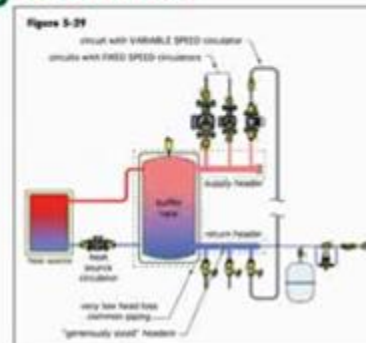 Figure 5-29
circuit with VARIABLE SPEED circulator
circuits with FIXED SPEED circulators
supply header
buffer
tank
return header
heat source
heat
source
circulator
very low head loss
common piping
"generously sized" headers